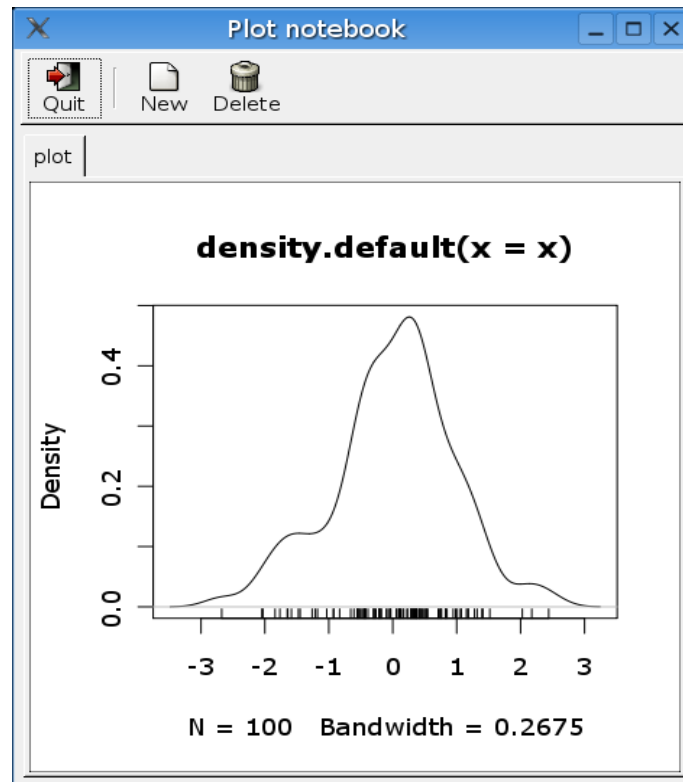 Plot notebook
Quit New Delete
plot
density.default(x = x)
Density
0.4
0.2
0.0
-3 -2 -1 0 1 2 3
N = 100 Bandwidth = 0.2675